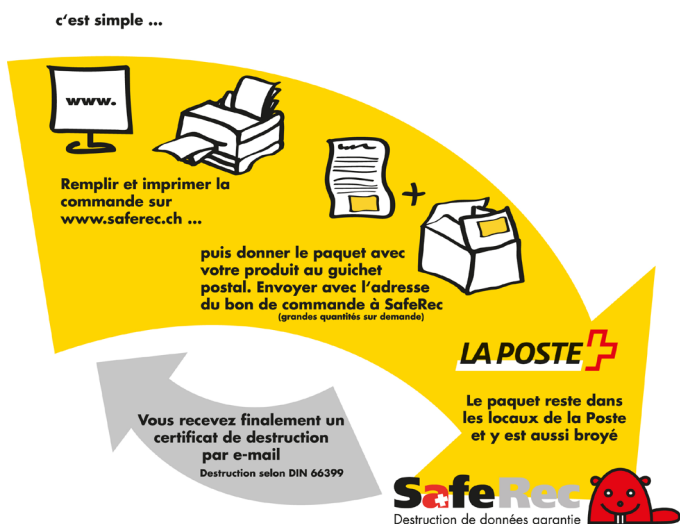 c'est simple ...
www.
Remplir et imprimer la
commande sur
www.saferec.ch ...
puis donner le paquet avec
votre produit au guichet
postal. Envoyer avec l'adresse
du bon de commande à SafeRec
(grandes quantités sur demande)
LA POSTE
Le paquet reste dans
les locaux de la Poste
et y est aussi broyé
Vous recevez finalement un
certificat de destruction
par e-mail
Destruction selon DIN 66399
SafeRec
Destruction de données garantie